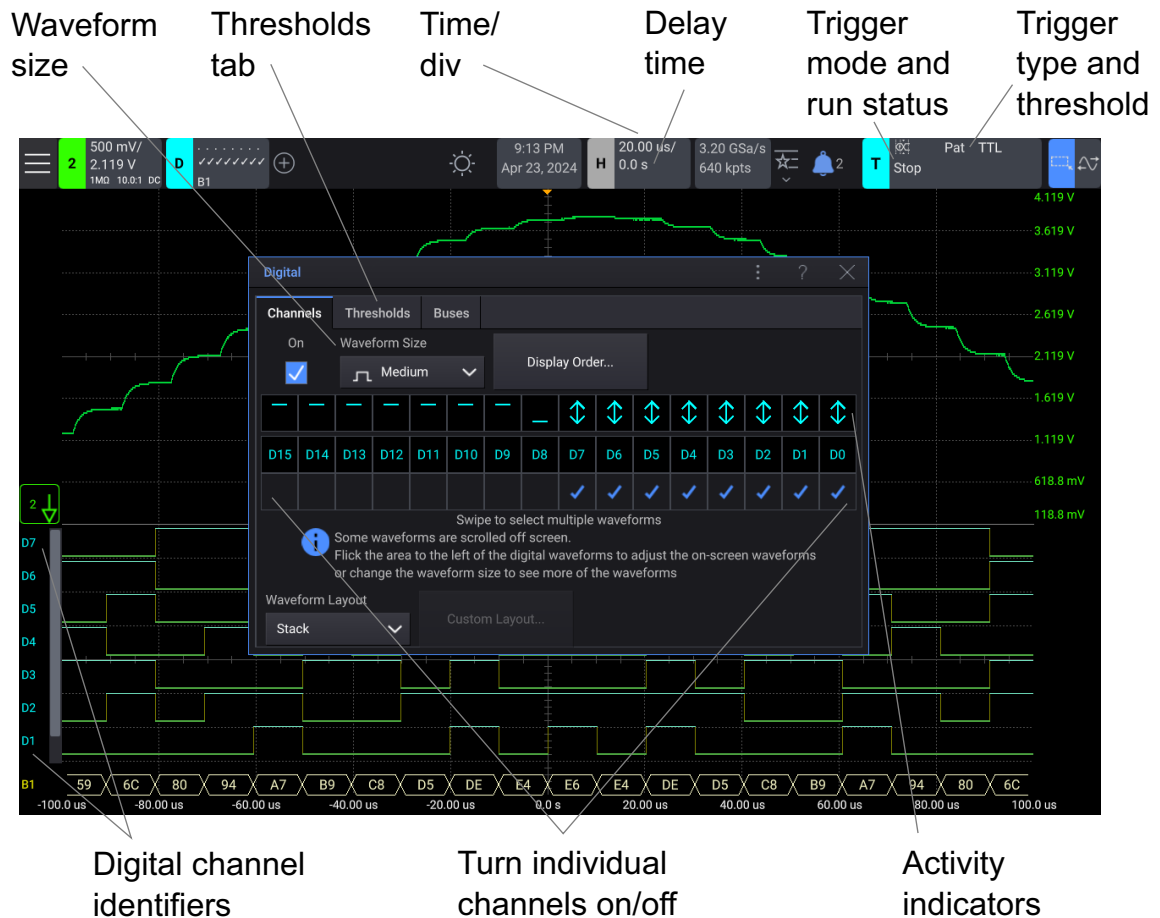 Waveform
size
Thresholds
tab
Time/
div
Delay
time
Trigger
mode and
run status
Trigger
type and
threshold
2
500 mV/
2.119 V
1MΩ 10.0:1 DC
D
B1
9:13 PM
Apr 23, 2024
H
20.00 us/
0.0 s
3.20 GSa/s
640 kpts
2
T
Stop
Pat TTL
4.119 V
3.619 V
3.119 V
2.619 V
2.119 V
1.619 V
1.119 V
618.8 mV
118.8 mV
Digital
?
Channels Thresholds Buses
On
Waveform Size
Medium
Display Order...
D15 D14 D13 D12 D11 D10 D9 D8 D7 D6 D5 D4 D3 D2 D1 D0
Swipe to select multiple waveforms
Some waveforms are scrolled off screen.
Flick the area to the left of the digital waveforms to adjust the on-screen waveforms
or change the waveform size to see more of the waveforms
Waveform Layout
Stack
Custom Layout...
2
D7
D6
D5
D4
D3
D2
D1
B1 59 6C 80 94 A7 B9 C8 D5 DE E4 E6 E4 DE D5 C8 B9 A7 94 80 6C
-100.0 us -80.00 us -60.00 us -40.00 us -20.00 us 0.0 s 20.00 us 40.00 us 60.00 us 80.00 us 100.0 us
Digital channel
identifiers
Turn individual
channels on/off
Activity
indicators